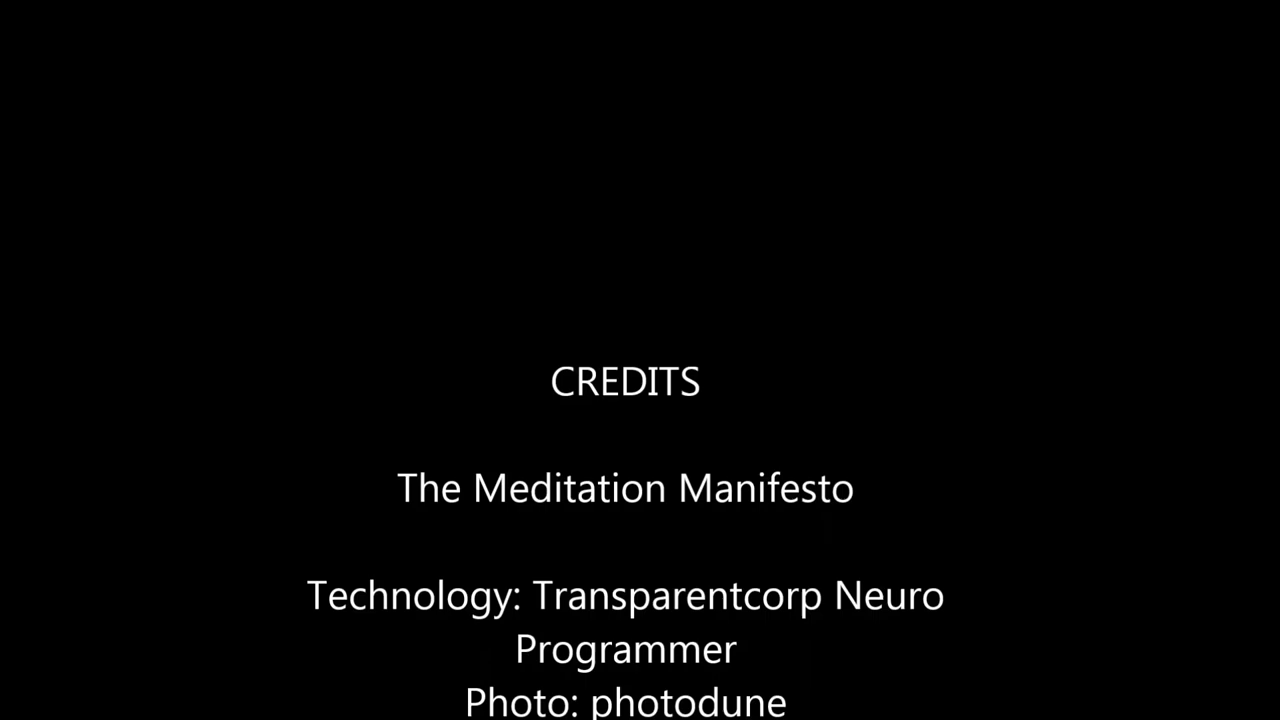 CREDITS
The Meditation Manifesto
Technology: Transparentcorp Neuro
Programmer
Photo: photodune